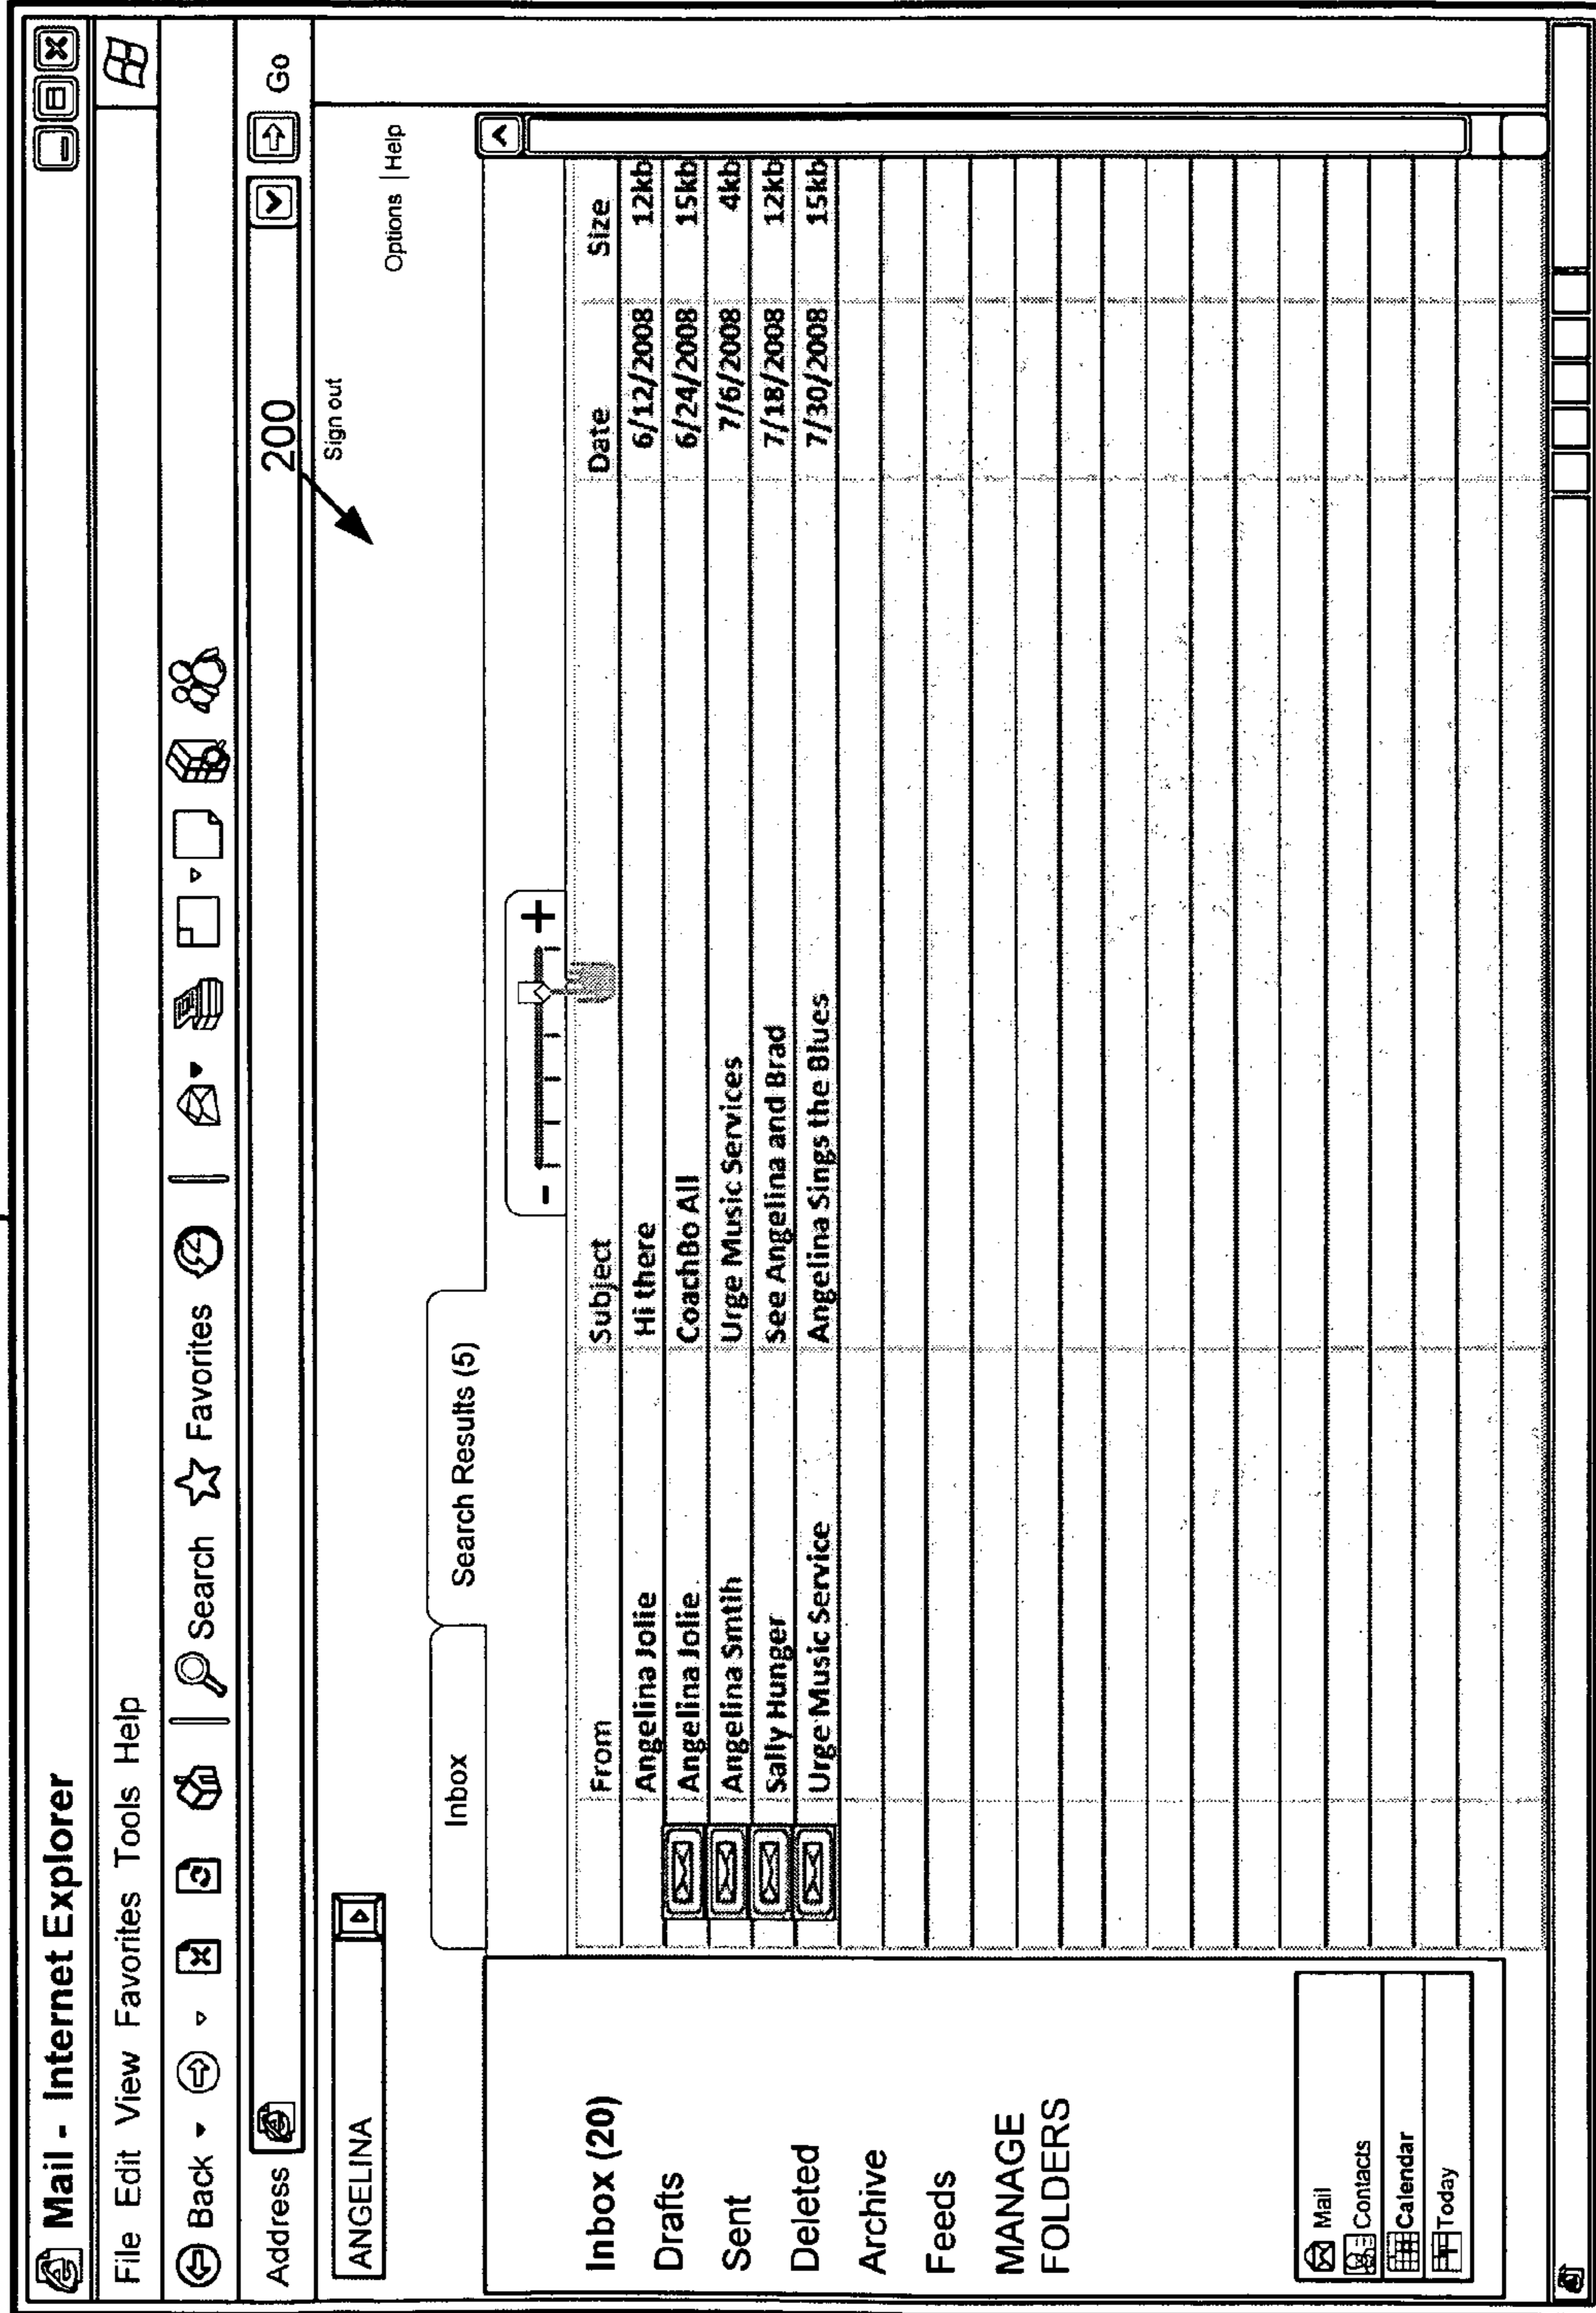 Mail - Internet Explorer
File Edit View Favorites Tools Help
Back Search Favorites
Address Go
200
ANGELINA Sign out
Options | Help
Inbox Search Results (5)
- +
From Subject Date Size
Angelina Jolie Hi there 6/12/2008 12kb
Angelina Jolie CoachBo All 6/24/2008 15kb
Angelina Smtih Urge Music Services 7/6/2008 4kb
Sally Hunger See Angelina and Brad 7/18/2008 12kb
Urge Music Service Angelina Sings the Blues 7/30/2008 15kb
Inbox (20)
Drafts
Sent
Deleted
Archive
Feeds
MANAGE
FOLDERS
Mail
Contacts
Calendar
Today